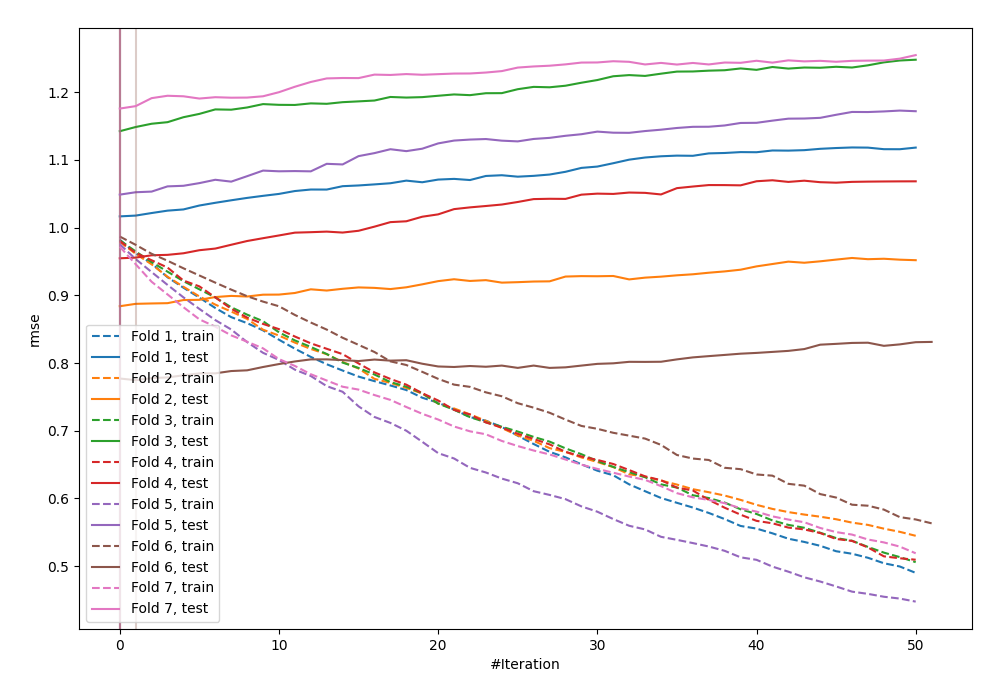 rmse
1.2
1.1
1.0
0.9
0.8
0.7
0.6
0.5
Fold 1, train
Fold 1, test
Fold 2, train
Fold 2, test
Fold 3, train
Fold 3, test
Fold 4, train
Fold 4, test
Fold 5, train
Fold 5, test
Fold 6, train
Fold 6, test
Fold 7, train
Fold 7, test
0 10 20 30 40 50
#Iteration